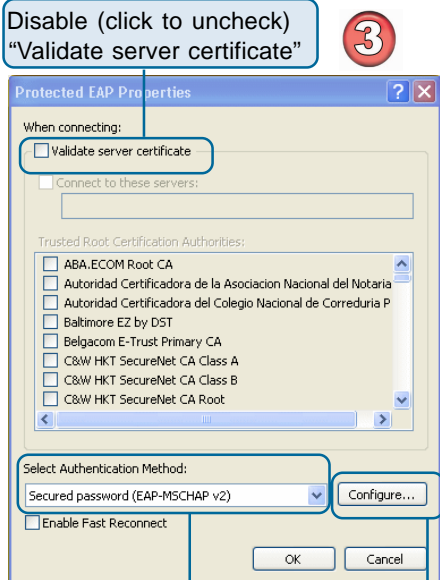 Disable (click to uncheck)
“Validate server certificate”
3
Protected EAP Properties
When connecting:
Validate server certificate
Connect to these servers:
Trusted Root Certification Authorities:
ABA.ECOM Root CA
Autoridad Certificadora de la Asociacion Nacional del Notaria
Autoridad Certificadora del Colegio Nacional de Correduria P
Baltimore EZ by DST
Belgacom E-Trust Primary CA
C&W HKT SecureNet CA Class A
C&W HKT SecureNet CA Class B
C&W HKT SecureNet CA Root
Select Authentication Method:
Secured password (EAP-MSCHAP v2) Configure...
Enable Fast Reconnect
OK Cancel